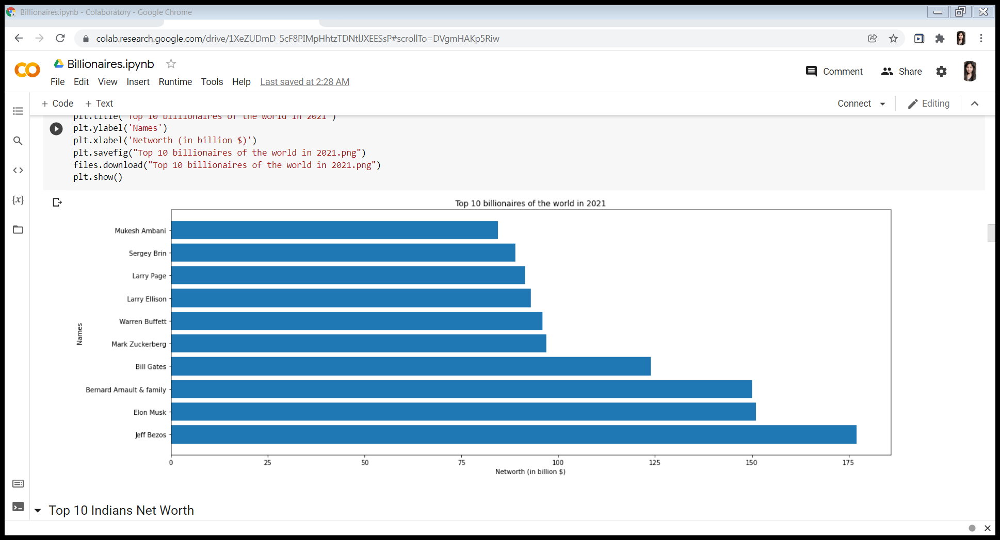 Billionaires.ipynb - Colaboratory - Google Chrome
colab.research.google.com/drive/1XeZUDmD_5cF8PIMpHhtzTDNtlJXEESsP#scrollTo=DVgmHAKp5Riw
CO
Billionaires.ipynb
File Edit View Insert Runtime Tools Help Last saved at 2:28 AM
Comment Share
+ Code + Text
Connect Editing
plt.title('Top 10 billionaires of the world in 2021')
plt.ylabel('Names')
plt.xlabel('Networth (in billion $)')
plt.savefig("Top 10 billionaires of the world in 2021.png")
files.download("Top 10 billionaires of the world in 2021.png")
plt.show()
{x}
Top 10 billionaires of the world in 2021
Names
Mukesh Ambani
Sergey Brin
Larry Page
Larry Ellison
Warren Buffett
Mark Zuckerberg
Bill Gates
Bernard Arnault & family
Elon Musk
Jeff Bezos
0 25 50 75 100 125 150 175
Networth (in billion $)
Top 10 Indians Net Worth